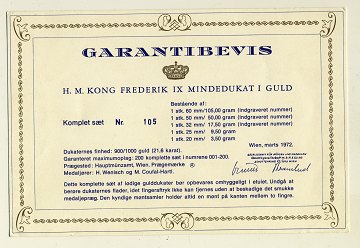 GARANTIBEVIS
H. M. KONG FREDERIK IX MINDEDUKAT I GULD
Bestående af:
1 stk. 60 mm/105,00 gram (indgraveret nummer)
1 stk. 50 mm/ 50,00 gram (indgraveret nummer)
Komplet sæt Nr. 105
1 stk. 32 mm/ 17,50 gram (indgraveret nummer)
1 stk. 25 mm/ 9,50 gram
1 stk. 20 mm/ 3,50 gram
Dukaternes finhed: 900/1000 guld (21,6 karat).
Wien, marts 1972.
Garanteret maximumoplag: 200 komplette sæt i numrene 001-200.
Prægested: Hauptmünzamt, Wien. Prægemærke
Medaljører: H. Wenisch og M. Coufal-Hartl.
Dette komplette sæt af lødige gulddukater bør opbevares omhyggeligt i etuiet. Undgå at
berøre dukaternes flader, idet fingeraftryk ikke kan fjernes uden at beskadige det smukke
medaljepræg. Den kyndige møntsamler holder altid en mønt på kanten mellem to fingre.